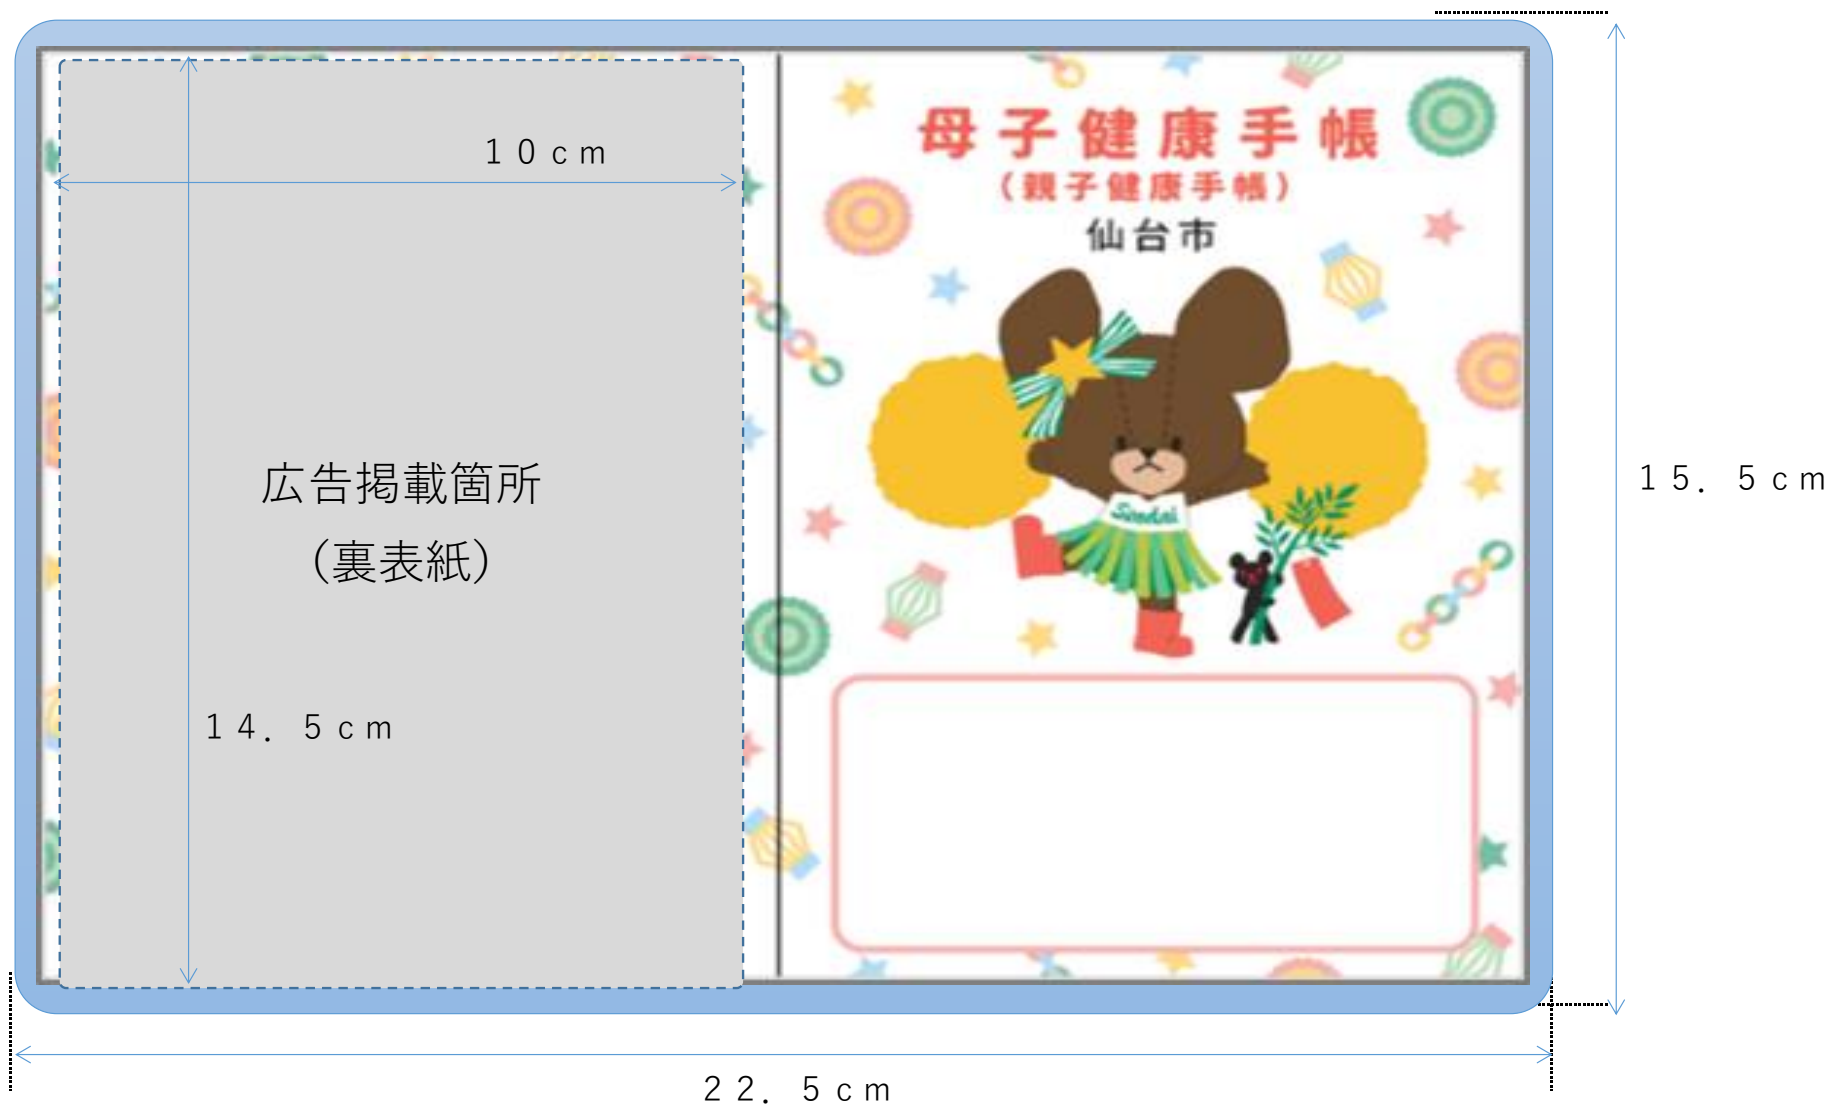 10cm
広告掲載箇所
（裏表紙）
14．5cm
母子健康手帳
（親子健康手帳）
仙台市
Sendai
15．5cm
22．5cm